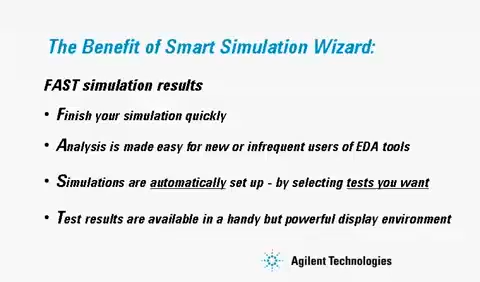 The Benefit of Smart Simulation Wizard:
FAST simulation results
• Finish your simulation quickly
• Analysis is made easy for new or infrequent users of EDA tools
• Simulations are automatically set up - by selecting tests you want
• Test results are available in a handy but powerful display environment
Agilent Technologies